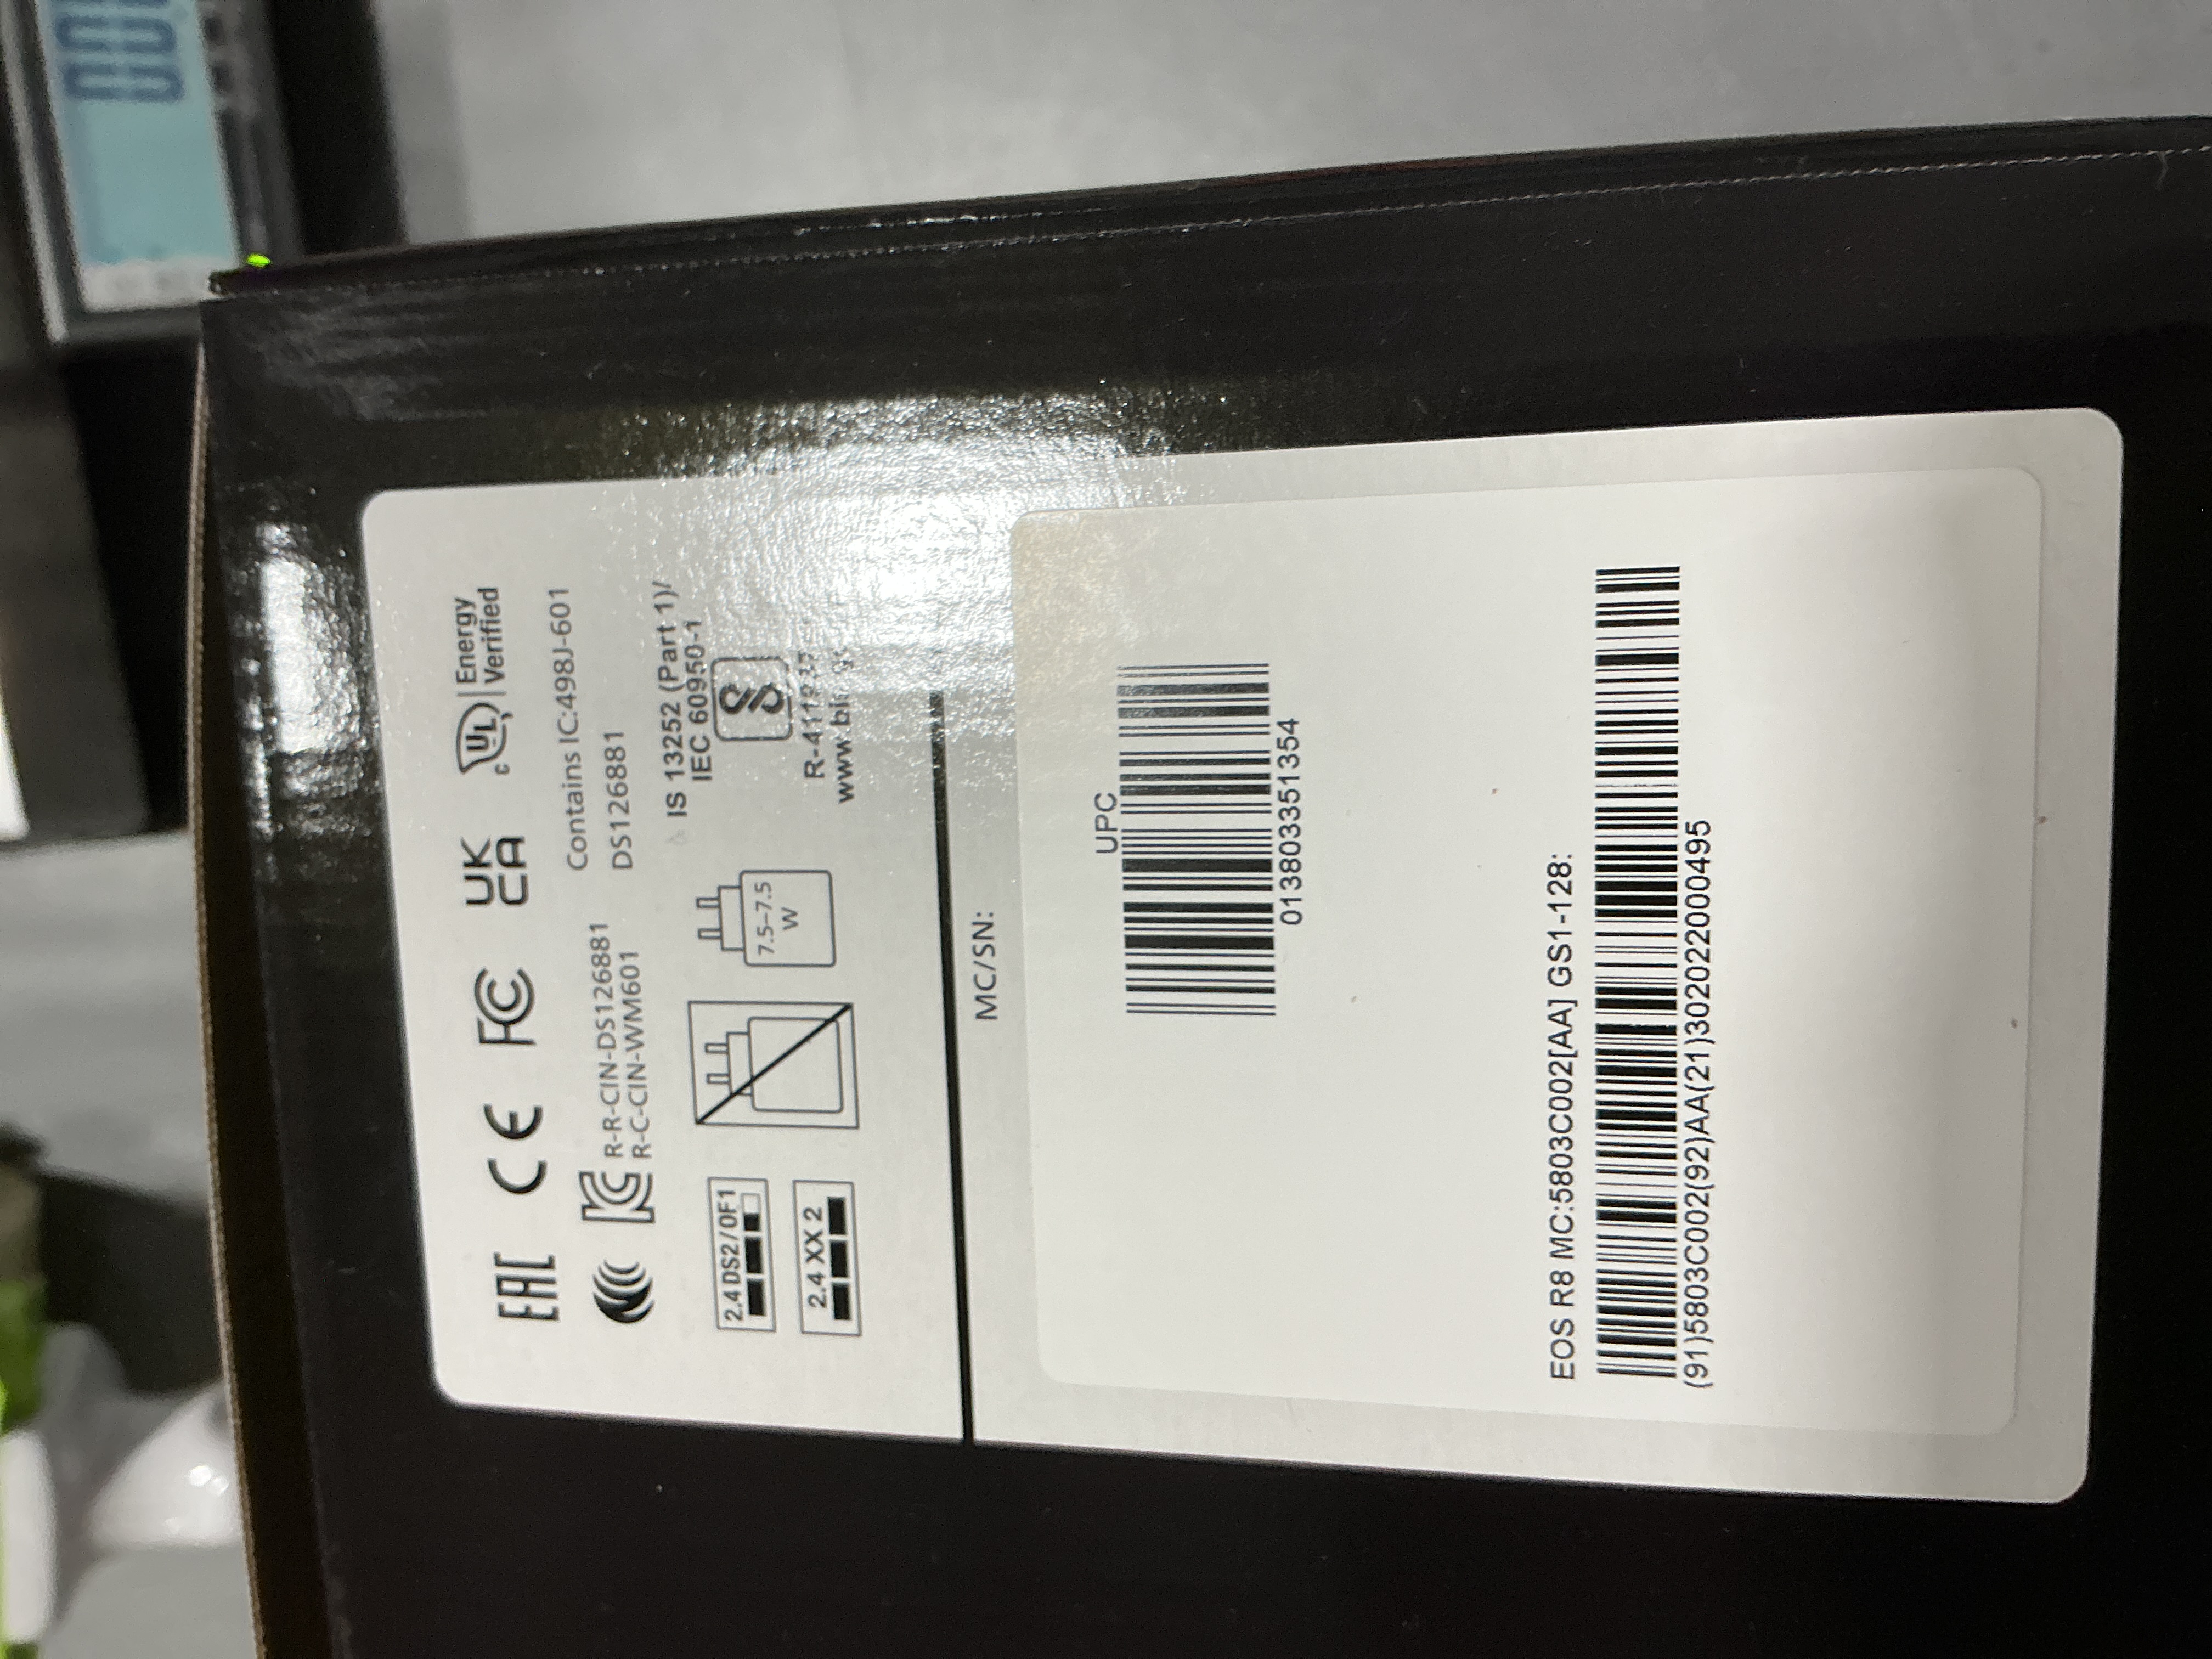 EAC CE FC UK CA c UL Energy Verified
R-R-CIN-DS126881
R-C-CIN-WM601
Contains IC:498J-601
DS126881
2.4 DS2/0F1
2.4 XX 2
7.5–7.5
W
IS 13252 (Part 1)/
IEC 60950-1
MC/SN:
UPC
013803351354
EOS R8 MC:5803C002[AA] GS1-128:
(91)5803C002(92)AA(21)302022000495